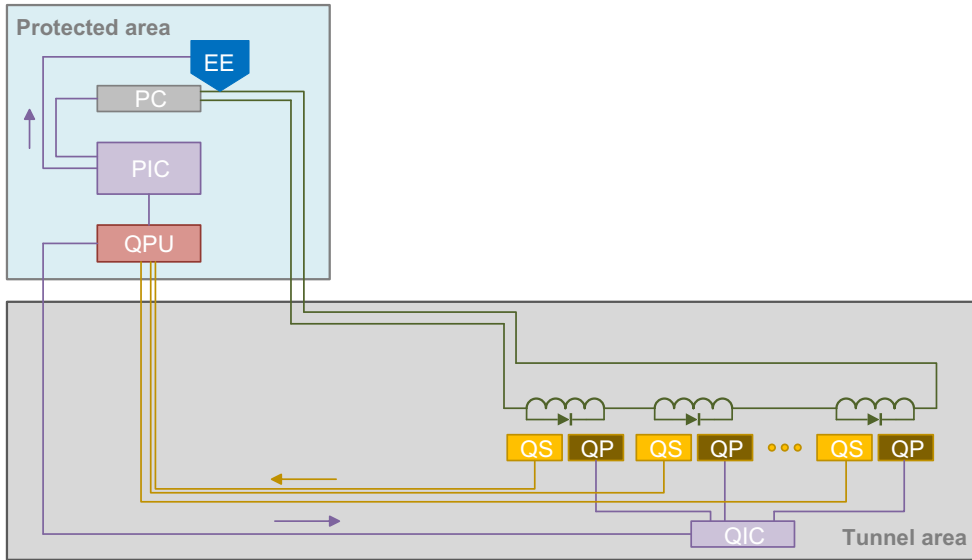 Protected area
EE
PC
PIC
QPU
QS QP QS QP QS QP
QIC
Tunnel area